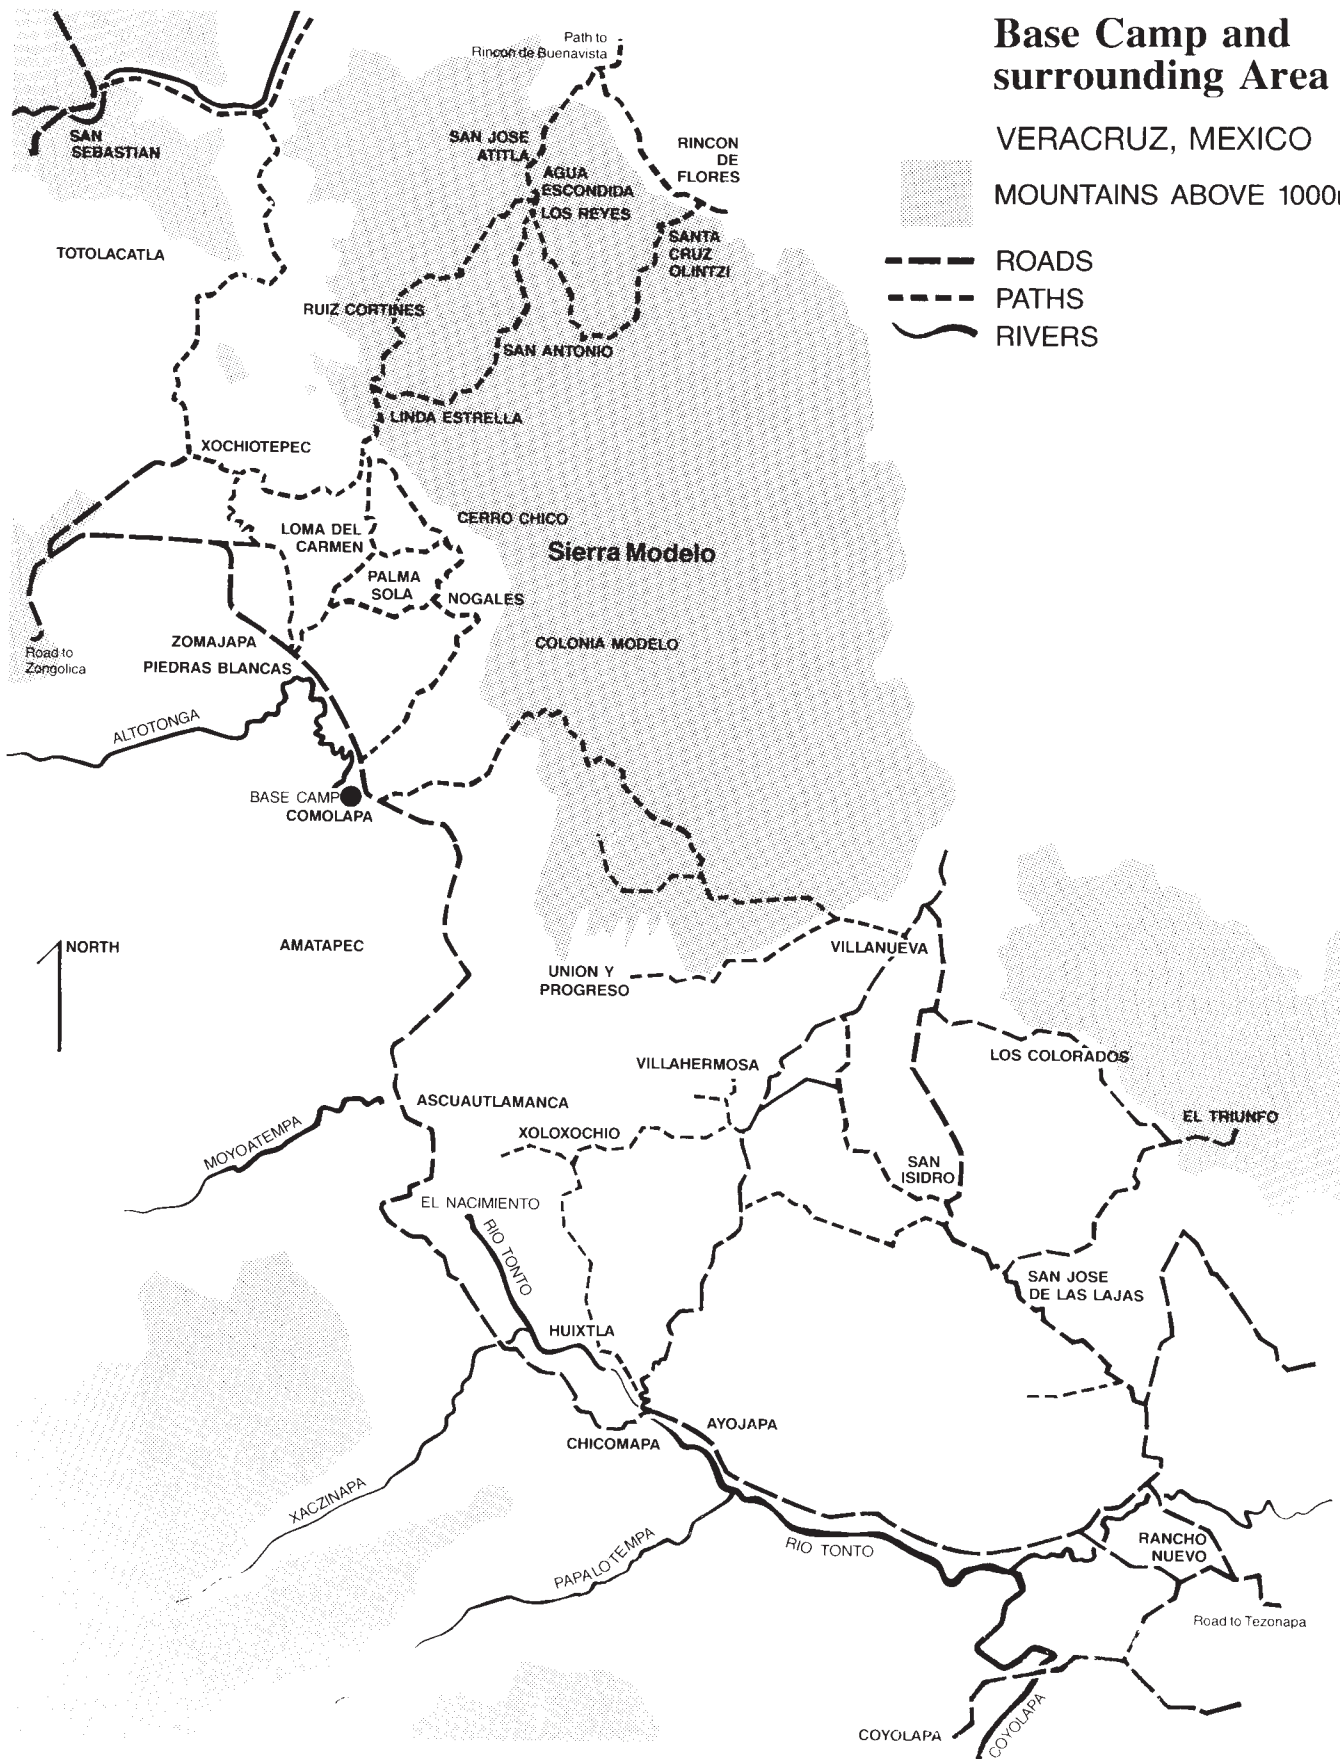 Base Camp and
surrounding Area
VERACRUZ, MEXICO
MOUNTAINS ABOVE 1000
ROADS
PATHS
RIVERS
Path to
Rincon de Buenavista
SAN
SEBASTIAN
SAN JOSE
ATITLA
RINCON
DE
FLORES
AGUA
ESCONDIDA
LOS REYES
SANTA
CRUZ
OLINTZI
TOTOLACATLA
RUIZ CORTINES
SAN ANTONIO
LINDA ESTRELLA
XOCHIOTEPEC
CERRO CHICO
LOMA DEL
CARMEN
Sierra Modelo
PALMA
SOLA
NOGALES
ZOMAJAPA
COLONIA MODELO
Road to
Zongolica
PIEDRAS BLANCAS
ALTOTONGA
BASE CAMP
COMOLAPA
NORTH
AMATAPEC
VILLANUEVA
UNION Y
PROGRESO
LOS COLORADOS
VILLAHERMOSA
ASCUAUTLAMANCA
EL TRIUNFO
MOYOATEMPA
XOLOXOCHIO
SAN
ISIDRO
EL NACIMIENTO
RIO TONTO
SAN JOSE
DE LAS LAJAS
HUIXTLA
AYOJAPA
CHICOMAPA
XACZINAPA
PAPALOTEMPA
RIO TONTO
RANCHO
NUEVO
Road to Tezonapa
COYOLAPA
COYOLAPA